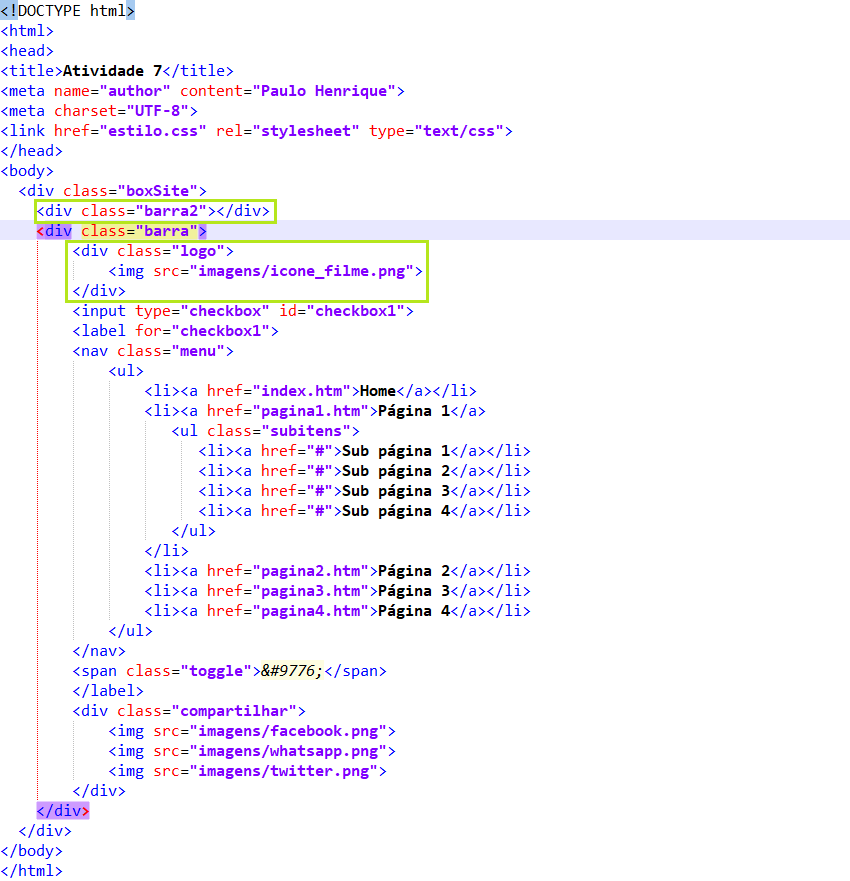 <!DOCTYPE html>
<html>
<head>
<title>Atividade 7</title>
<meta name="author" content="Paulo Henrique">
<meta charset="UTF-8">
<link href="estilo.css" rel="stylesheet" type="text/css">
</head>
<body>
<div class="boxSite">
<div class="barra2"></div>
<div class="barra">
<div class="logo">
<img src="imagens/icone_filme.png">
</div>
<input type="checkbox" id="checkbox1">
<label for="checkbox1">
<nav class="menu">
<ul>
<li><a href="index.htm">Home</a></li>
<li><a href="pagina1.htm">Página 1</a>
<ul class="subitens">
<li><a href="#">Sub página 1</a></li>
<li><a href="#">Sub página 2</a></li>
<li><a href="#">Sub página 3</a></li>
<li><a href="#">Sub página 4</a></li>
</ul>
</li>
<li><a href="pagina2.htm">Página 2</a></li>
<li><a href="pagina3.htm">Página 3</a></li>
<li><a href="pagina4.htm">Página 4</a></li>
</ul>
</nav>
<span class="toggle">&#9776;</span>
</label>
<div class="compartilhar">
<img src="imagens/facebook.png">
<img src="imagens/whatsapp.png">
<img src="imagens/twitter.png">
</div>
</div>
</div>
</body>
</html>